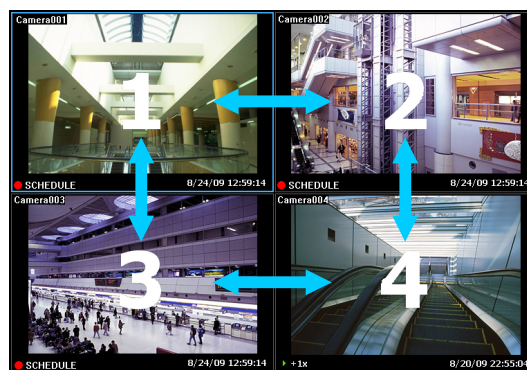 Camera001
1
SCHEDULE 8/24/09 12:59:14
Camera002
2
SCHEDULE 8/24/09 12:59:14
Camera003
3
SCHEDULE 8/24/09 12:59:14
Camera004
4
+1x 8/20/09 22:55:04